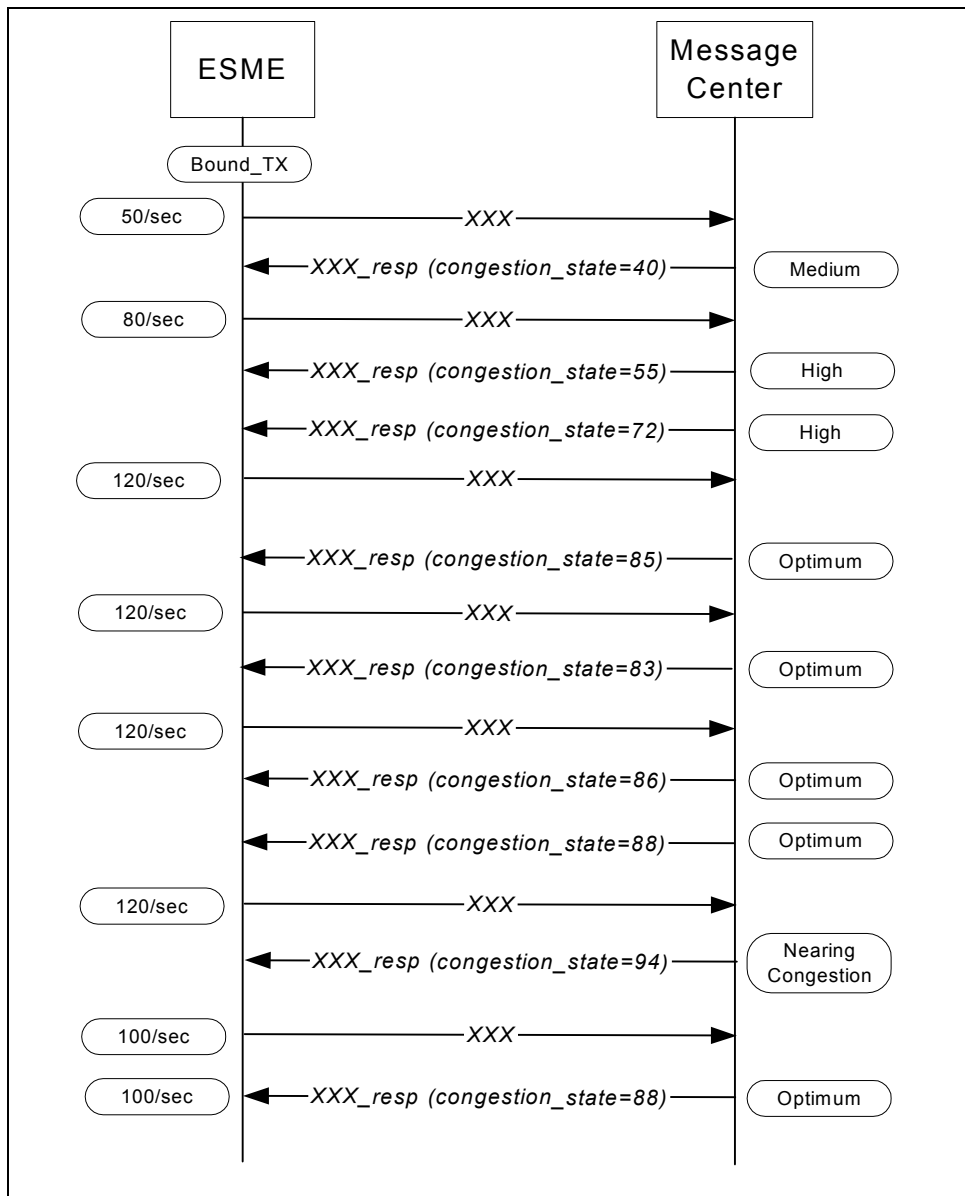 ESME
Message
Center
Bound_TX
50/sec
XXX
XXX_resp (congestion_state=40)
Medium
80/sec
XXX
XXX_resp (congestion_state=55)
High
XXX_resp (congestion_state=72)
High
120/sec
XXX
XXX_resp (congestion_state=85)
Optimum
120/sec
XXX
XXX_resp (congestion_state=83)
Optimum
120/sec
XXX
XXX_resp (congestion_state=86)
Optimum
XXX_resp (congestion_state=88)
Optimum
120/sec
XXX
XXX_resp (congestion_state=94)
Nearing
Congestion
100/sec
XXX
100/sec
XXX_resp (congestion_state=88)
Optimum